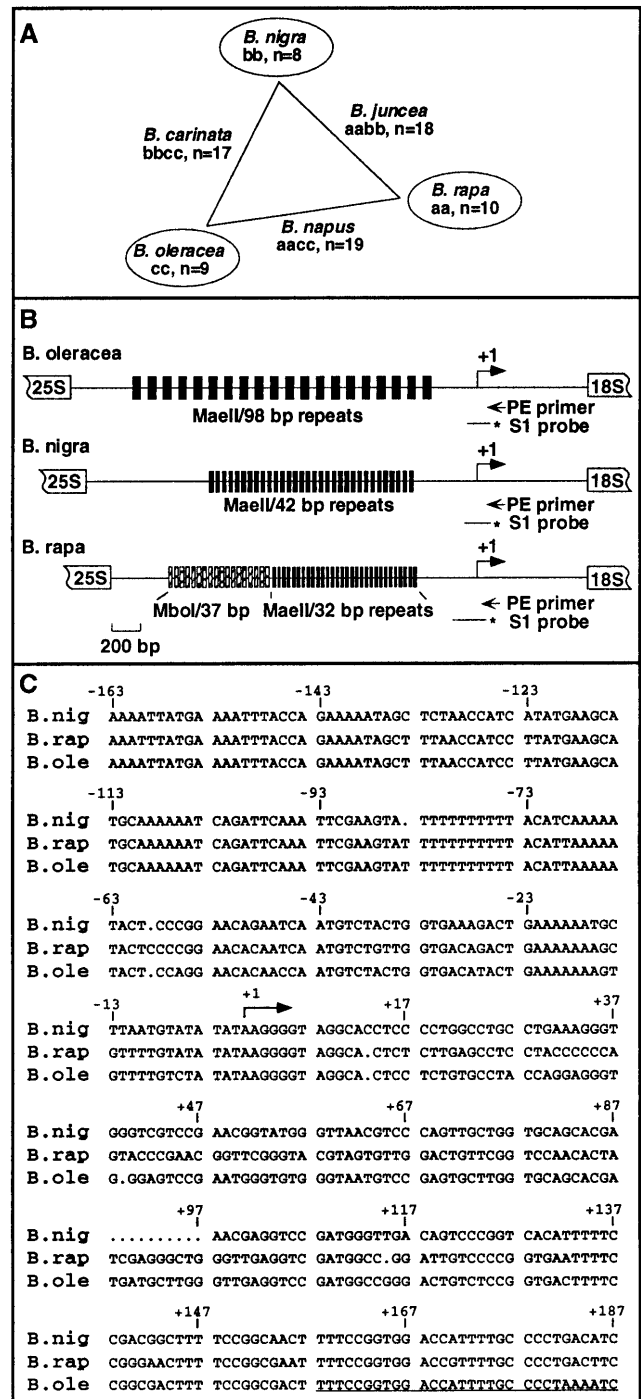 A
B. nigra
bb, n=8
B. carinata
bbcc, n=17
B. juncea
aabb, n=18
B. rapa
aa, n=10
B. napus
aacc, n=19
B. oleracea
cc, n=9
B
B. oleracea
25S +1 18S
MaeII/98 bp repeats
PE primer
* S1 probe
B. nigra
25S +1 18S
MaeII/42 bp repeats
PE primer
* S1 probe
B. rapa
25S +1 18S
MboI/37 bp MaeII/32 bp repeats
PE primer
* S1 probe
200 bp
C
-163 -143 -123
B.nig AAAATTATGA AAATTTACCA GAAAAATAGC TCTAACCATC ATATGAAGCA
B.rap AAATTTATGA AAATTTACCA GAAAATAGCT TTAACCATCC TTATGAAGCA
B.ole AAAATTATGA AAATTTACCA GAAAATAGCT TTAACCATCC TTATGAAGCA
-113 -93 -73
B.nig TGCAAAAAAT CAGATTCAAA TTCGAAGTA. TTTTTTTTTT ACATCAAAAA
B.rap TGCAAAAAAT CAGATTCAAA TTCGAAGTAT TTTTTTTTTT ACATTAAAAA
B.ole TGCAAAAAAT CAGATTCAAA TTCGAAGTAT TTTTTTTTTT ACATTAAAAA
-63 -43 -23
B.nig TACT.CCCGG AACAGAATCA ATGTCTACTG GTGAAAGACT GAAAAAATGC
B.rap TACTCCCCGG AACACAATCA ATGTCTGTTG GTGACAGACT GAAAAAAAGC
B.ole TACT.CCAGG AACACAACCA ATGTCTACTG GTGACATACT GAAAAAAAGT
-13 +1 +17 +37
B.nig TTAATGTATA TATAAGGGGT AGGCACCTCC CCTGGCCTGC CTGAAAGGGT
B.rap GTTTTGTATA TATAAGGGGT AGGCA.CTCT CTTGAGCCTC CTACCCCCCA
B.ole GTTTTGTCTA TATAAGGGGT AGGCA.CTCC TCTGTGCCTA CCAGGAGGGT
+47 +67 +87
B.nig GGGTCGTCCG AACGGTATGG GTTAACGTCC CAGTTGCTGG TGCAGCACGA
B.rap GTACCCGAAC GGTTCGGGTA CGTAGTGTTG GACTGTTCGG TCCAACACTA
B.ole G.GGAGTCCG AATGGGTGTG GGTAATGTCC GAGTGCTTGG TGCAGCACGA
+97 +117 +137
B.nig .......... AACGAGGTCC GATGGGTTGA CAGTCCCGGT CACATTTTTC
B.rap TCGAGGGCTG GGTTGAGGTC GATGGCC.GG ATTGTCCCCG GTGAATTTTC
B.ole TGATGCTTGG GGTTGAGTCC GATGGCCGGG ACTGTCTCCG GTGACTTTTC
+147 +167 +187
B.nig CGACGGCTTT TCCGGCAACT TTTCCGGTGG ACCATTTTGC CCCTGACATC
B.rap CGGGAACTTT TCCGGCGAAT TTTCCGGTGG ACCGTTTTGC CCCTGACTTC
B.ole CGGCGACTTT TCCGGCGACT TTTCCGGTGG ACCATTTTGC CCCTAAAATC